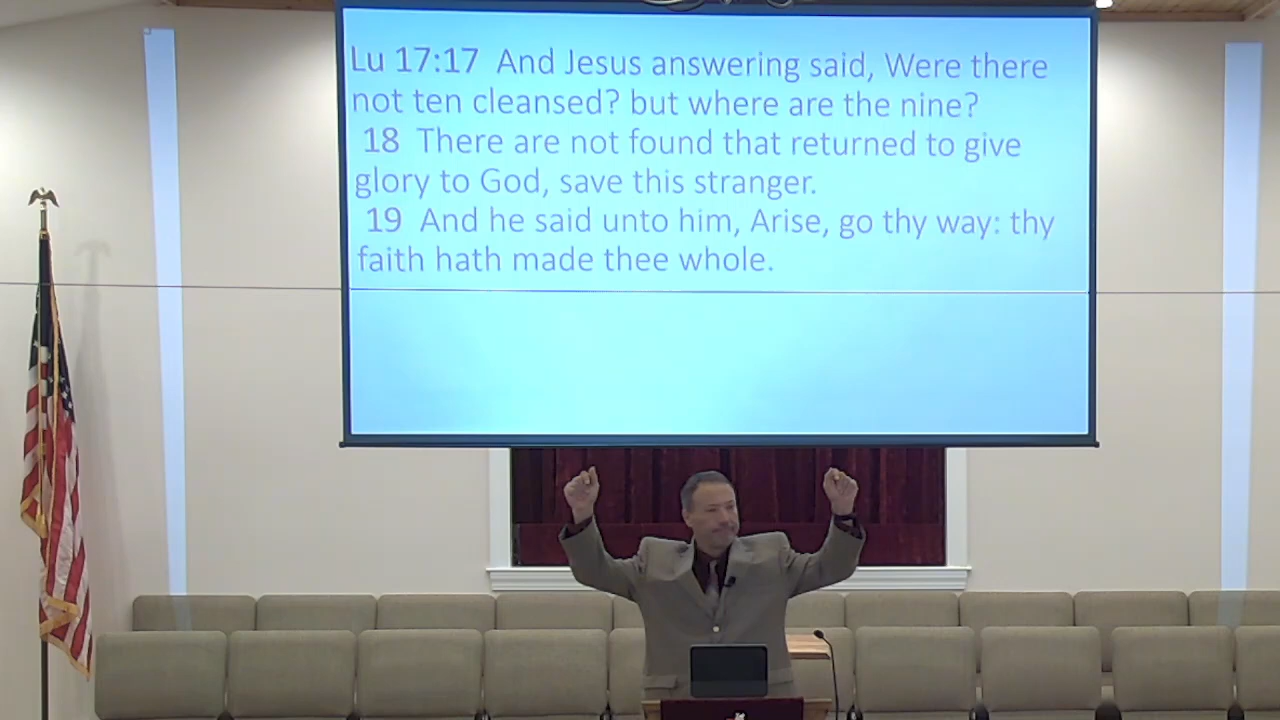 Lu 17:17 And Jesus answering said, Were there
not ten cleansed? but where are the nine?
18 There are not found that returned to give
glory to God, save this stranger.
19 And he said unto him, Arise, go thy way: thy
faith hath made thee whole.